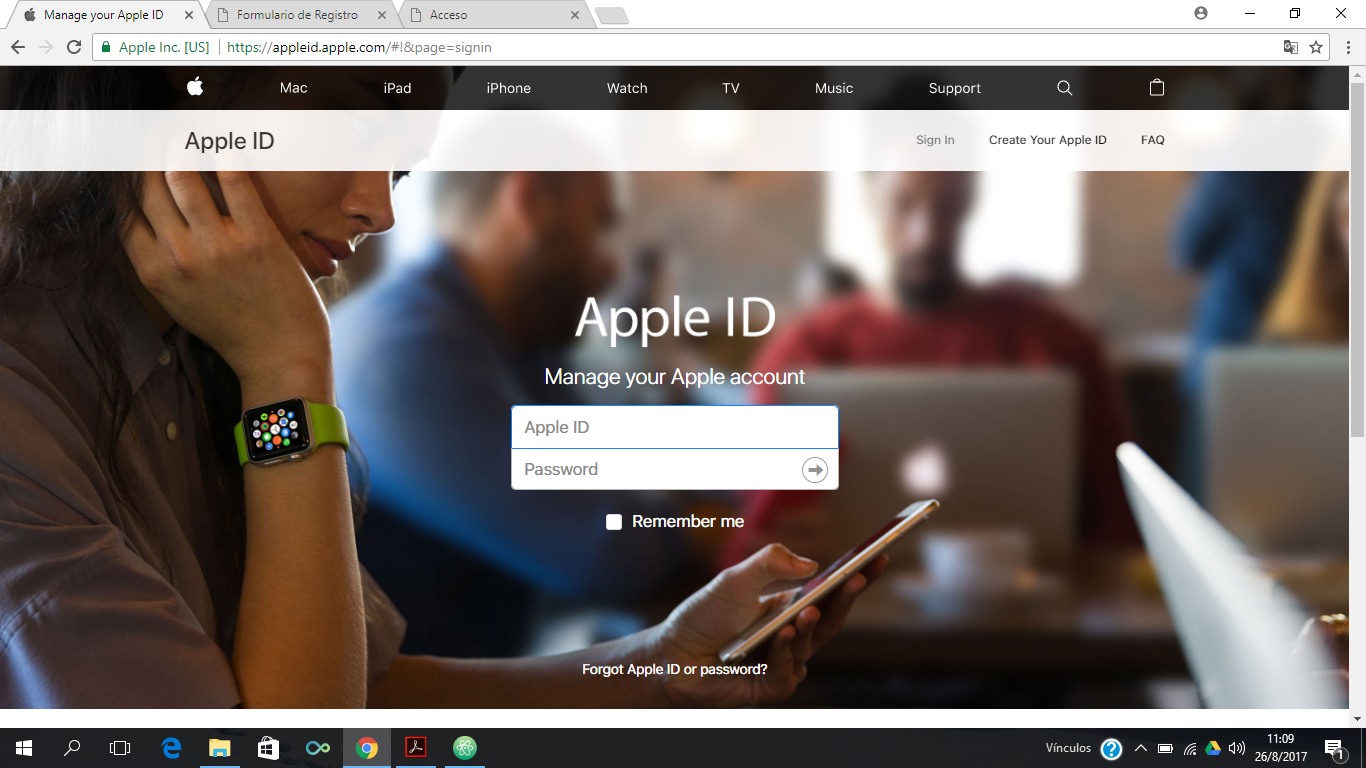 Manage your Apple ID
Formulario de Registro
Acceso
Apple Inc. [US]
https://appleid.apple.com/#!&page=signin
Mac iPad iPhone Watch TV Music Support
Apple ID
Sign In Create Your Apple ID FAQ
Apple ID
Manage your Apple account
Apple ID
Password
Remember me
Forgot Apple ID or password?
Vínculos
11:09
26/8/2017
1